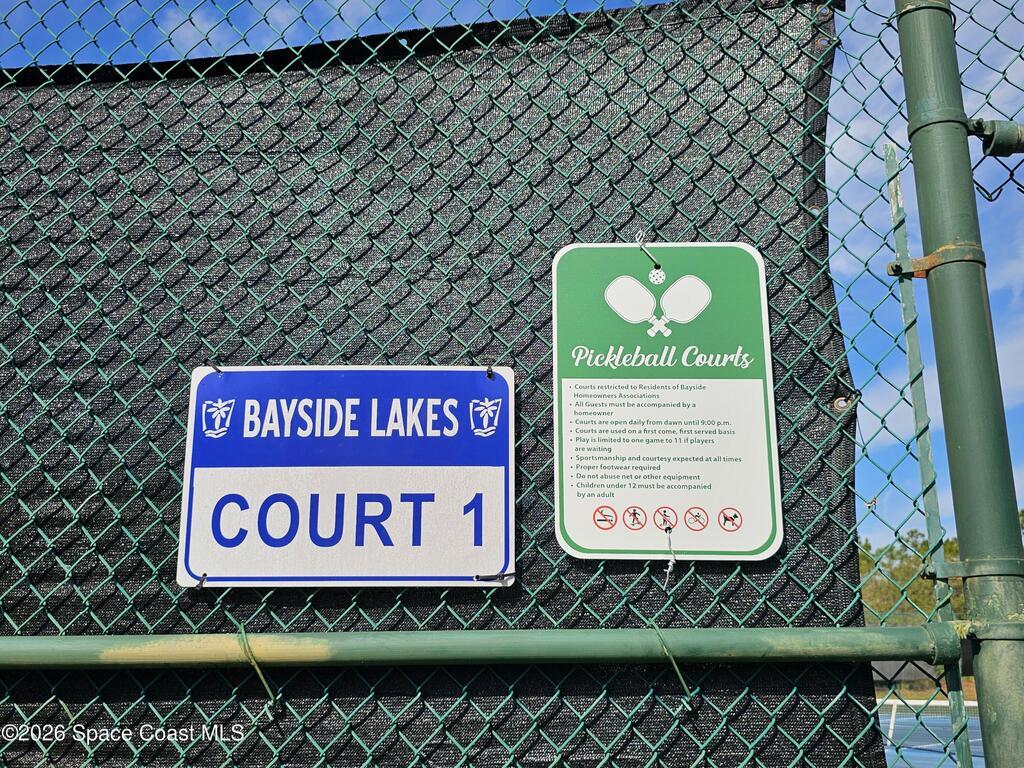 BAYSIDE LAKES
COURT 1
Pickleball Courts
• Courts restricted to Residents of Bayside
Homeowners Associations
• All Guests must be accompanied by a
homeowner
• Courts are open daily from dawn until 9:00 p.m.
• Courts are used on a first come, first served basis
• Play is limited to one game to 11 if players
are waiting
• Sportsmanship and courtesy expected at all times
• Proper footwear required
• Do not abuse net or other equipment
• Children under 12 must be accompanied
by an adult
©2026 Space Coast MLS